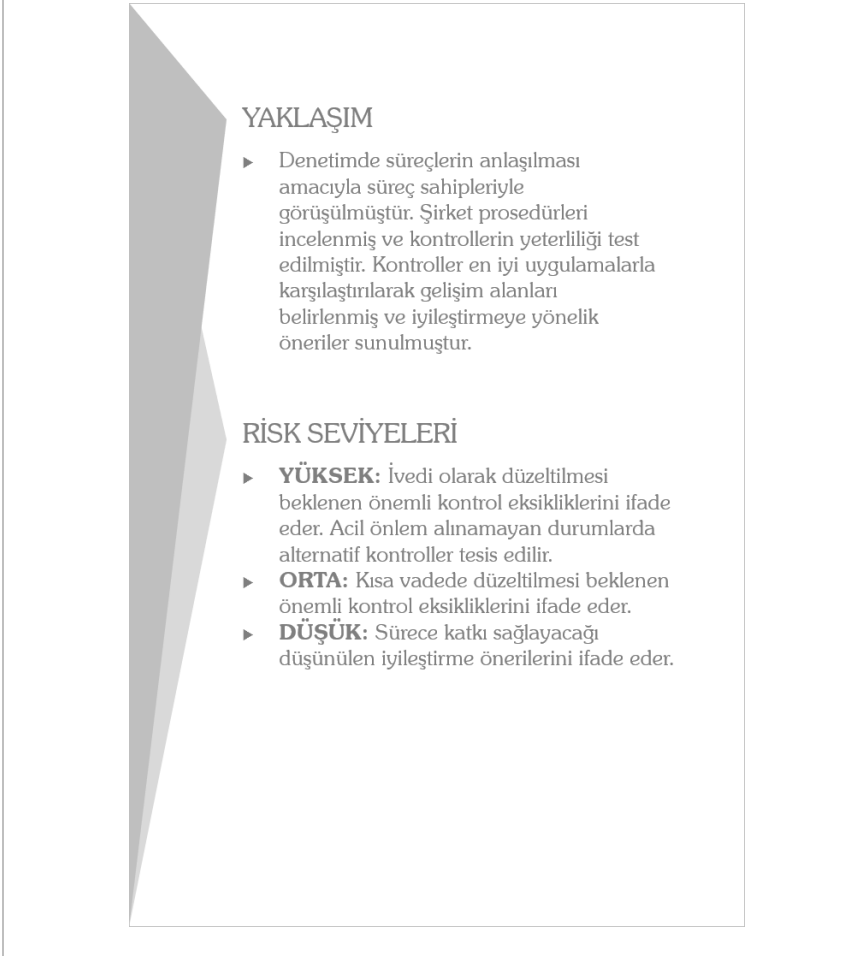 YAKLAŞIM
Denetimde süreçlerin anlaşılması
amacıyla süreç sahipleriyle
görüşülmüştür. Şirket prosedürleri
incelenmiş ve kontrollerin yeterliliği test
edilmiştir. Kontroller en iyi uygulamalarla
karşılaştırılarak gelişim alanları
belirlenmiş ve iyileştirmeye yönelik
öneriler sunulmuştur.
RİSK SEVİYELERİ
YÜKSEK: İvedi olarak düzeltilmesi
beklenen önemli kontrol eksikliklerini ifade
eder. Acil önlem alınamayan durumlarda
alternatif kontroller tesis edilir.
ORTA: Kısa vadede düzeltilmesi beklenen
önemli kontrol eksikliklerini ifade eder.
DÜŞÜK: Sürece katkı sağlayacağı
düşünülen iyileştirme önerilerini ifade eder.